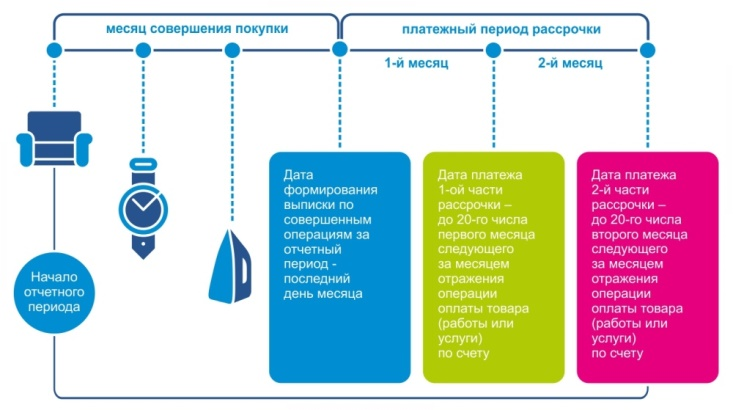 месяц совершения покупки
платежный период рассрочки
1-й месяц
2-й месяц
Начало
отчетного
периода
Дата
формирования
выписки по
совершенным
операциям за
отчетный
период -
последний
день месяца
Дата платежа
1-ой части
рассрочки –
до 20-го числа
первого месяца
следующего
за месяцем
отражения
операции
оплаты товара
(работы или
услуги)
по счету
Дата платежа
2-й части
рассрочки –
до 20-го числа
второго месяца
следующего
за месяцем
отражения
операции
оплаты товара
(работы или
услуги)
по счету